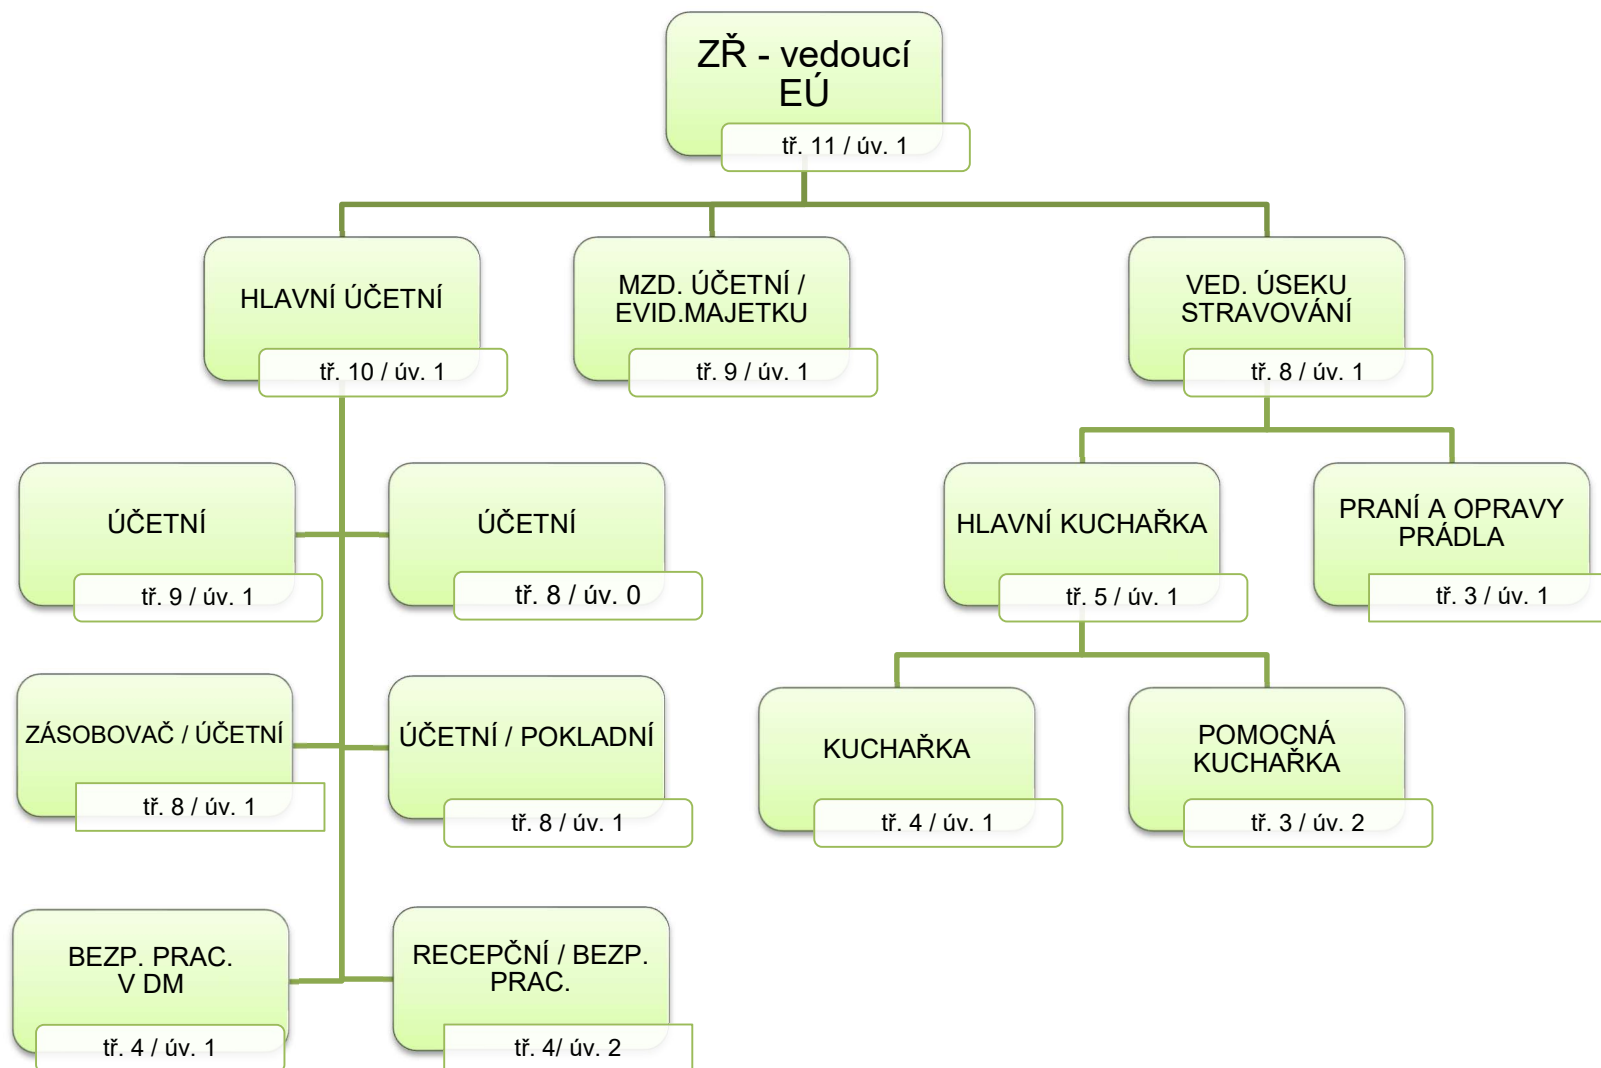 ZŘ - vedoucí
EÚ
tř. 11 / úv. 1
HLAVNÍ ÚČETNÍ
tř. 10 / úv. 1
MZD. ÚČETNÍ /
EVID.MAJETKU
tř. 9 / úv. 1
VED. ÚSEKU
STRAVOVÁNÍ
tř. 8 / úv. 1
ÚČETNÍ
tř. 9 / úv. 1
ÚČETNÍ
tř. 8 / úv. 0
HLAVNÍ KUCHAŘKA
tř. 5 / úv. 1
PRANÍ A OPRAVY
PRÁDLA
tř. 3 / úv. 1
ZÁSOBOVAČ / ÚČETNÍ
tř. 8 / úv. 1
ÚČETNÍ / POKLADNÍ
tř. 8 / úv. 1
KUCHAŘKA
tř. 4 / úv. 1
POMOCNÁ
KUCHAŘKA
tř. 3 / úv. 2
BEZP. PRAC.
V DM
tř. 4 / úv. 1
RECEPČNÍ / BEZP.
PRAC.
tř. 4/ úv. 2